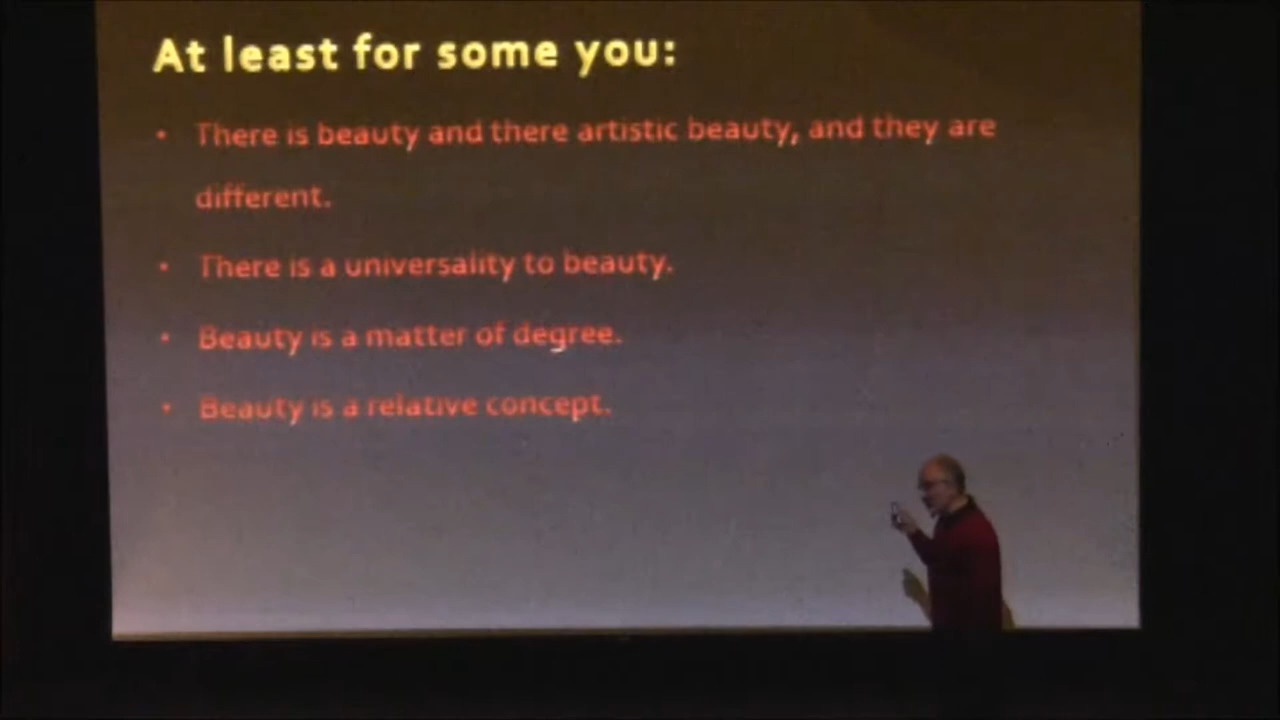 At least for some you:
• There is beauty and there artistic beauty, and they are
different.
• There is a universality to beauty.
• Beauty is a matter of degree.
• Beauty is a relative concept.